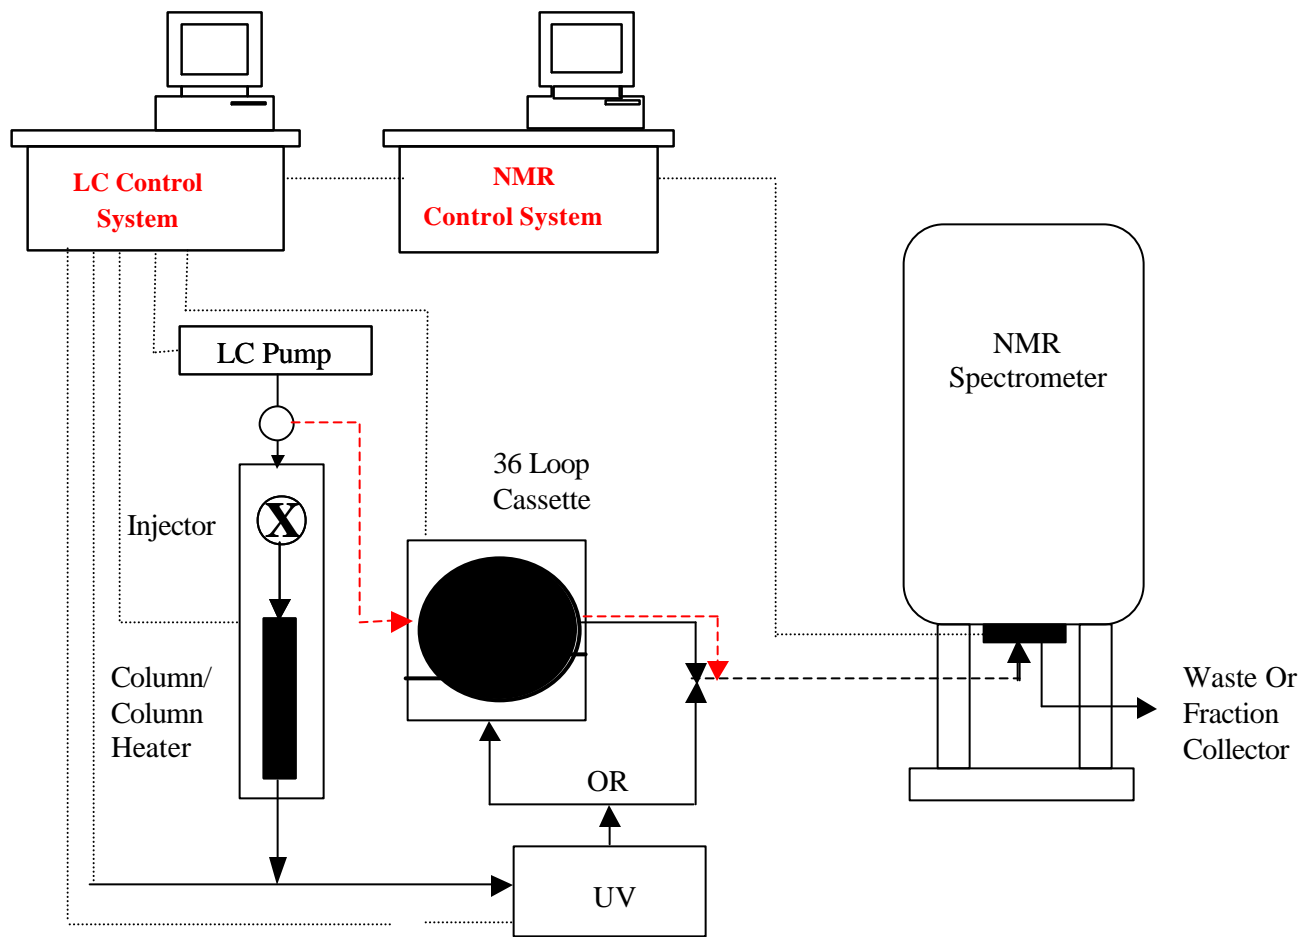 LC Control
System
NMR
Control System
LC Pump
NMR
Spectrometer
36 Loop
Cassette
Injector
X
Column/
Column
Heater
Waste Or
Fraction
Collector
OR
UV